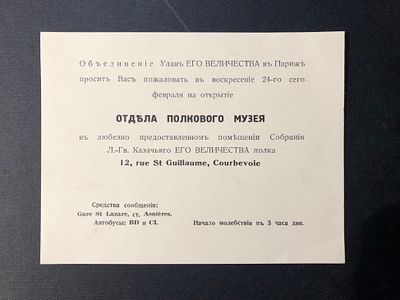 Объединеніе Уланъ ЕГО ВЕЛИЧЕСТВА въ Парижѣ
проситъ Васъ пожаловать въ воскресеніе 24-го сего
февраля на открытіе
ОТДѢЛА ПОЛКОВОГО МУЗЕЯ
въ любезно предоставленномъ помѣщеніи Собранія
Л.-Гв. Казачьяго ЕГО ВЕЛИЧЕСТВА полка
12, rue St Guillaume, Courbevoie
Средства сообщенія:
Gare St Lazare, ст. Asnières.
Автобусы: BD и CI.
Начало молебствія въ 3 часа дня.